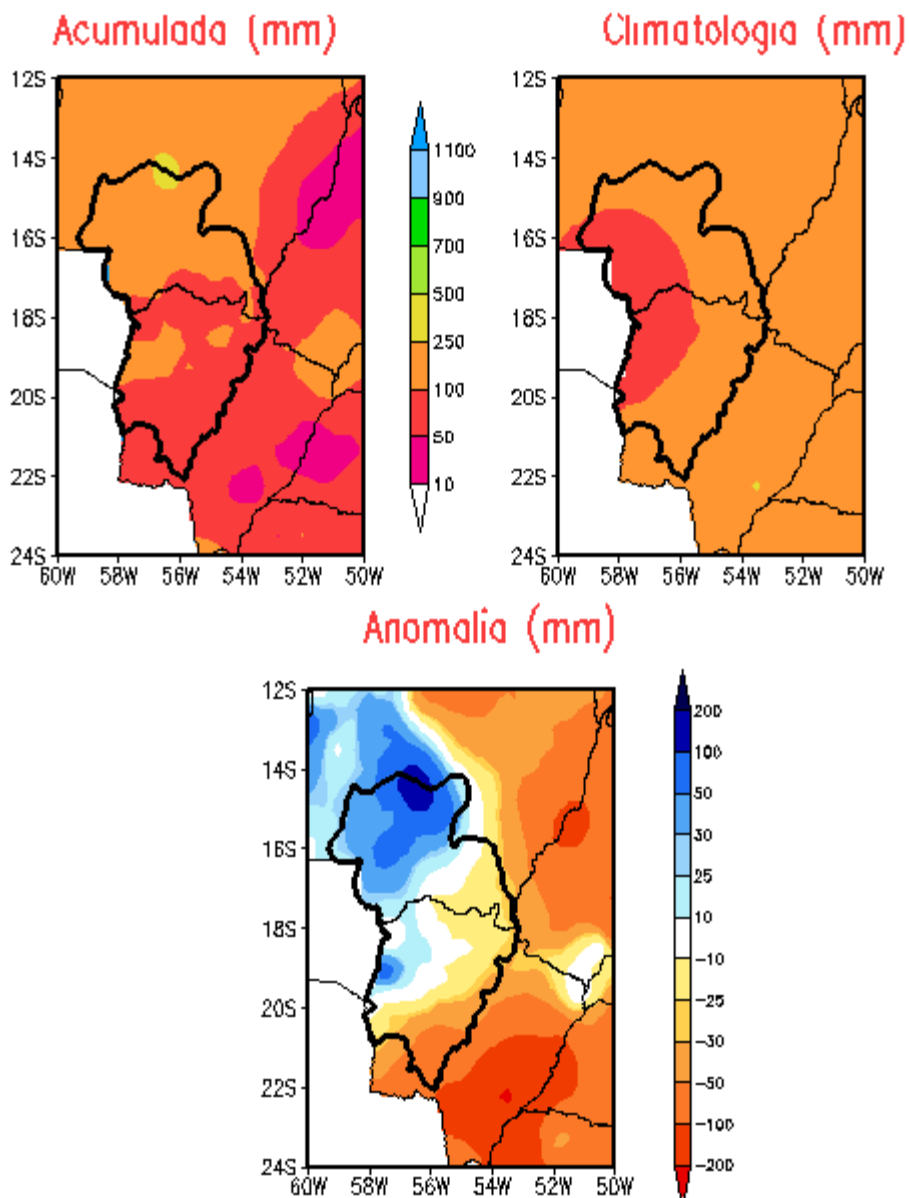 Acumulada (mm)
12S
14S
16S
18S
20S
22S
24S
60W 58W 56W 54W 52W 50W
1100
900
700
500
250
100
50
10
Climatologia (mm)
12S
14S
16S
18S
20S
22S
24S
60W 58W 56W 54W 52W 50W
Anomalia (mm)
12S
14S
16S
18S
20S
22S
24S
60W 58W 56W 54W 52W 50W
200
100
50
30
25
10
-10
-25
-30
-50
-100
-200